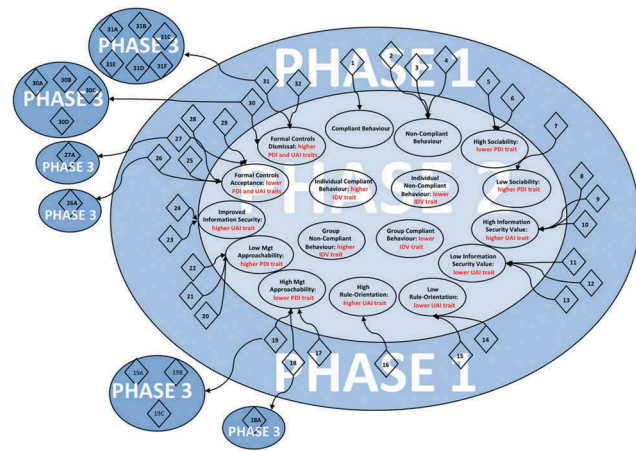 31A
31B
31C
PHASE 3
31E
31D
31F
30A
30B
30C
PHASE 3
30D
27A
PHASE 3
26A
PHASE 3
PHASE 1
31
32
1
2
3
4
5
6
7
8
9
10
11
12
13
14
15
16
17
18
19
20
21
22
23
24
25
26
27
28
29
30
PHASE 2
Formal Controls
Dismissal: higher
PDI and UAI traits
Compliant Behaviour
Non-Compliant
Behaviour
High Sociability:
lower PDI trait
Formal Controls
Acceptance: lower
PDI and UAI traits
Individual Compliant
Behaviour: higher
IDV trait
Individual
Non-Compliant
Behaviour: lower
IDV trait
Low Sociability:
higher PDI trait
Improved
Information Security:
higher UAI trait
Group
Non-Compliant
Behaviour: higher
IDV trait
Group Compliant
Behaviour: lower
IDV trait
High Information
Security Value:
higher UAI trait
Low Mgt
Approachability:
higher PDI trait
Low Information
Security Value:
lower UAI trait
High Mgt
Approachability:
lower PDI trait
High
Rule-Orientation:
higher UAI trait
Low
Rule-Orientation:
lower UAI trait
PHASE 1
19A
19B
PHASE 3
19C
18A
PHASE 3